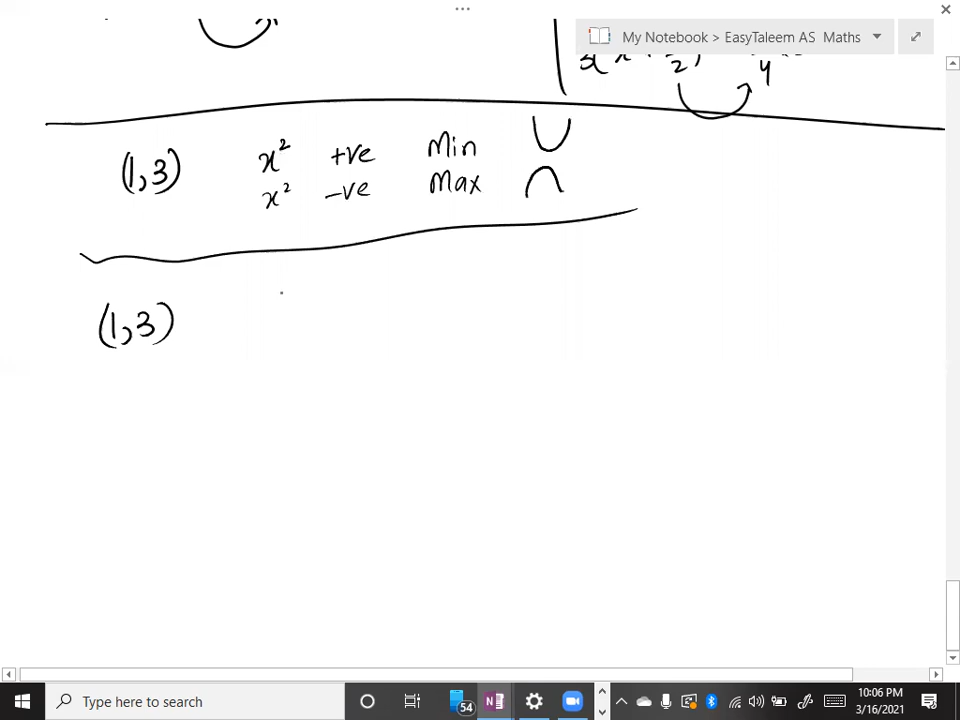 My Notebook > EasyTaleem AS Maths
(1,3) x² +ve Min
x² -ve Max
(1,3)
Type here to search
54
10:06 PM
3/16/2021